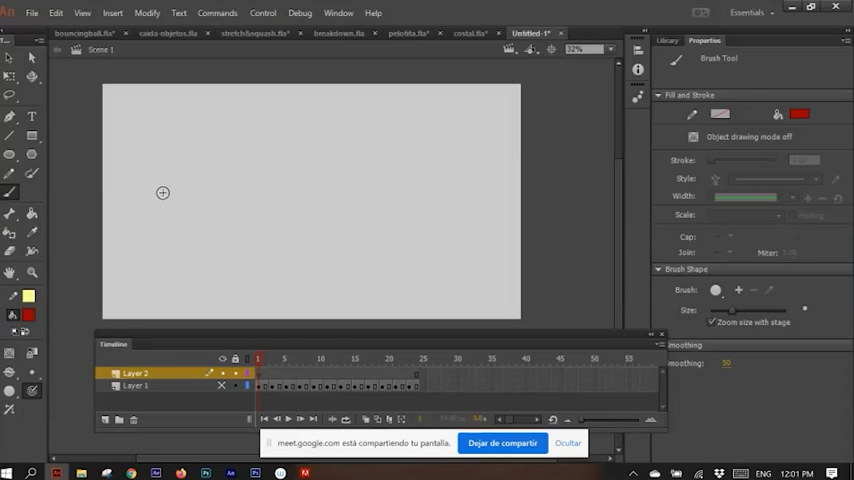 An File Edit View Insert Modify Text Commands Control Debug Window Help
Essentials
bouncingball.fla* × caida-objetos.fla × stretch&squash.fla* × breakdown.fla × pelotita.fla* × costal.fla* × Untitled-1* ×
Library Properties
Scene 1
32%
Brush Tool
Fill and Stroke
Object drawing mode off
Stroke:
Style:
Width:
Scale:
Cap:
Join: Miter:
Brush Shape
Brush:
Size:
Zoom size with stage
Smoothing
50
Timeline
1 5 10 15 20 25 30 35 40 45 50 55
Layer 2
Layer 1
meet.google.com está compartiendo tu pantalla. Dejar de compartir Ocultar
ENG 12:01 PM